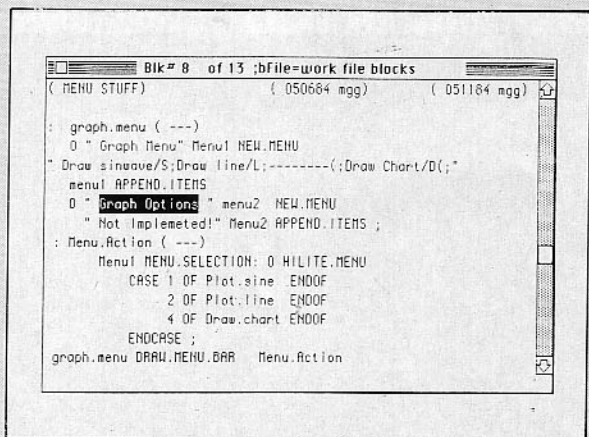 Blk# 8 of 13 ;bFile=work file blocks
( MENU STUFF) ( 050684 mgg) ( 051184 mgg)
: graph.menu ( ---)
0 " Graph Menu" Menu1 NEW.MENU
" Draw sinwave/S;Draw line/L;--------(;Draw Chart/D(;"
menu1 APPEND.ITEMS
0 " Graph Options " menu2 NEW.MENU
" Not Implemeted!" Menu2 APPEND.ITEMS ;
: Menu.Action ( ---)
Menu1 MENU.SELECTION: 0 HILITE.MENU
CASE 1 OF Plot.sine ENDOF
2 OF Plot.line ENDOF
4 OF Draw.chart ENDOF
ENDCASE ;
graph.menu DRAW.MENU.BAR Menu.Action